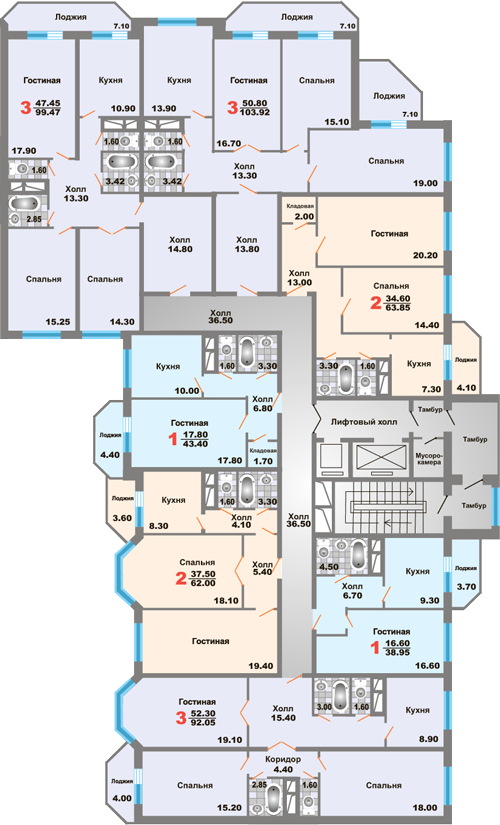 Лоджия
7.10
Лоджия
7.10
Гостиная
3 47.45
99.47
17.90
Кухня
10.90
Кухня
13.90
Гостиная
3 50.80
103.92
16.70
Спальня
15.10
Лоджия
7.10
1.60
3.42
1.60
3.42
1.60
2.85
Холл
13.30
Холл
13.30
Спальня
19.00
Кладовая
2.00
Гостиная
20.20
Холл
14.80
Холл
13.80
Холл
13.00
Спальня
15.25
Спальня
14.30
Спальня
2 34.60
63.85
14.40
Холл
36.50
Кухня
10.00
1.60
3.30
3.30
1.60
Кухня
7.30
Лоджия
4.10
Холл
6.80
Лоджия
4.40
Гостиная
1 17.80
43.40
17.80
Кладовая
1.70
Лифтовый холл
Тамбур
Тамбур
Мусоро-
камера
Тамбур
Лоджия
3.60
Кухня
8.30
1.60
3.30
Холл
4.10
Холл
36.50
Спальня
2 37.50
62.00
18.10
Холл
5.40
4.50
Холл
6.70
Кухня
9.30
Лоджия
3.70
Гостиная
19.40
1 16.60
38.95
Гостиная
16.60
Гостиная
3 52.30
92.05
19.10
Холл
15.40
3.00
1.60
Кухня
8.90
Коридор
4.40
Лоджия
4.00
Спальня
15.20
2.85
1.60
Спальня
18.00